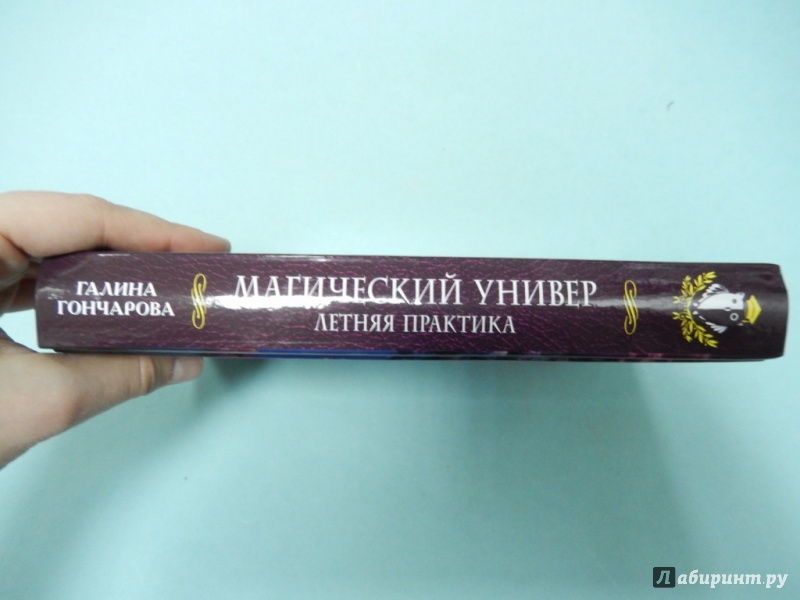 ГАЛИНА
ГОНЧАРОВА
МАГИЧЕСКИЙ УНИВЕР
ЛЕТНЯЯ ПРАКТИКА
Лабиринт.ру